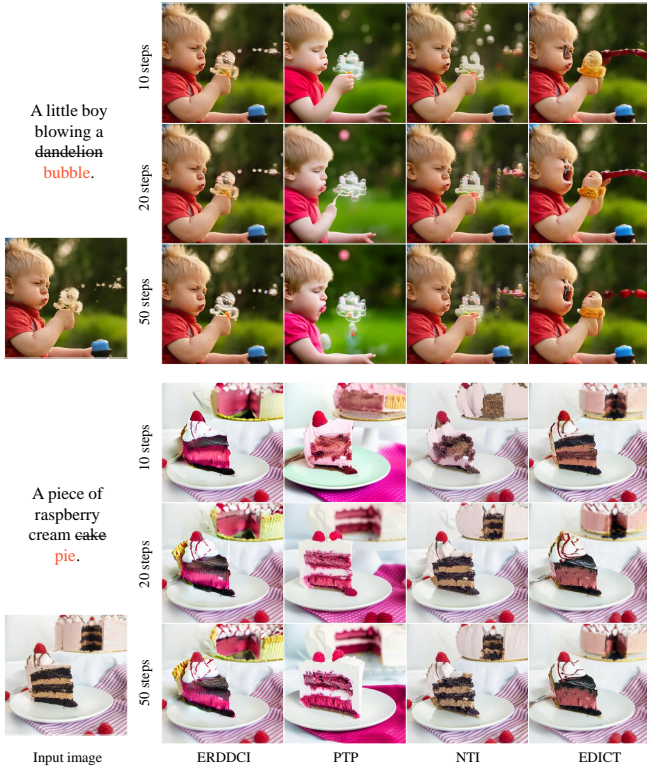 10 steps
A little boy
blowing a
dandelion
bubble.
20 steps
50 steps
10 steps
A piece of
raspberry
cream cake
pie.
20 steps
50 steps
Input image
ERDDCI
PTP
NTI
EDICT